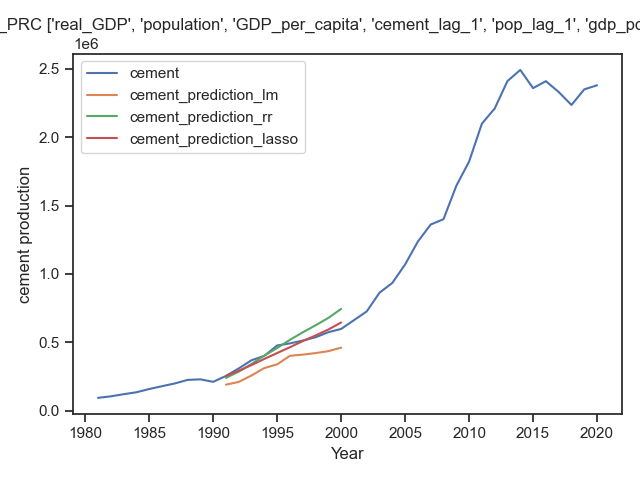 _PRC ['real_GDP', 'population', 'GDP_per_capita', 'cement_lag_1', 'pop_lag_1', 'gdp_pc
1e6
2.5
2.0
1.5
1.0
0.5
0.0
cement production
cement
cement_prediction_lm
cement_prediction_rr
cement_prediction_lasso
1980 1985 1990 1995 2000 2005 2010 2015 2020
Year